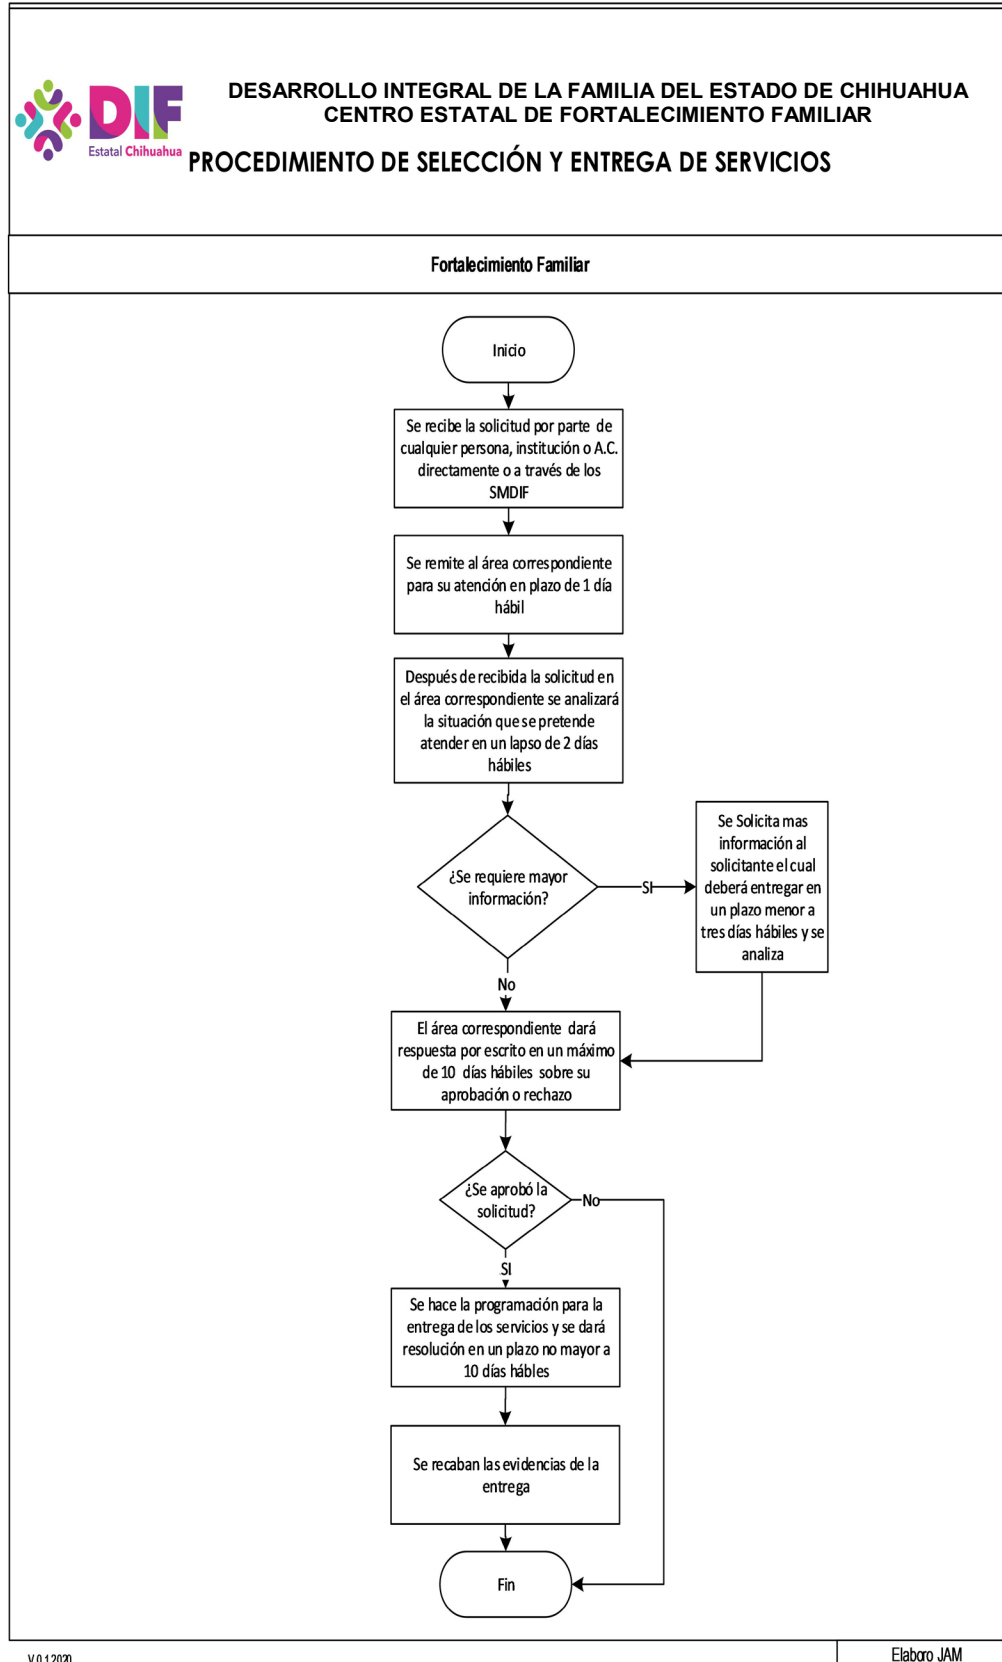 DIF
Estatal Chihuahua
DESARROLLO INTEGRAL DE LA FAMILIA DEL ESTADO DE CHIHUAHUA
CENTRO ESTATAL DE FORTALECIMIENTO FAMILIAR
PROCEDIMIENTO DE SELECCIÓN Y ENTREGA DE SERVICIOS
Fortalecimiento Familiar
Inicio
Se recibe la solicitud por parte de
cualquier persona, institución o A.C.
directamente o a través de los
SMDIF
Se remite al área correspondiente
para su atención en plazo de 1 día
hábil
Después de recibida la solicitud en
el área correspondiente se analizará
la situación que se pretende
atender en un lapso de 2 días
hábiles
¿Se requiere mayor
información?
SI
Se Solicita mas
información al
solicitante el cual
deberá entregar en
un plazo menor a
tres días hábiles y se
analiza
No
El área correspondiente dará
respuesta por escrito en un máximo
de 10 días hábiles sobre su
aprobación o rechazo
¿Se aprobó la
solicitud?
No
SI
Se hace la programación para la
entrega de los servicios y se dará
resolución en un plazo no mayor a
10 días hábles
Se recaban las evidencias de la
entrega
Fin
V.0.1.2020
Elaboro JAM